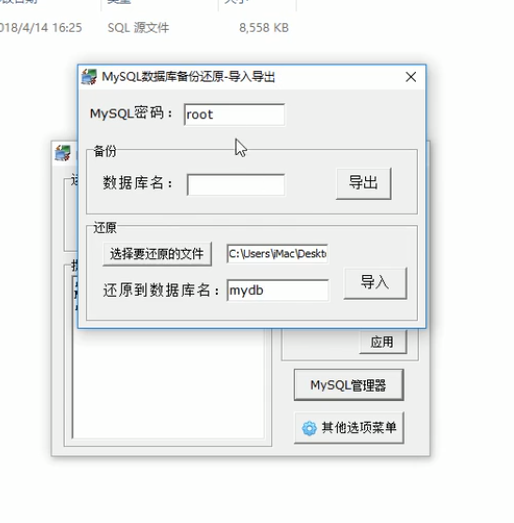 018/4/14 16:25 SQL 源文件 8,558 KB
MySQL数据库备份还原-导入导出
MySQL密码： root
备份
数据库名：
导出
还原
选择要还原的文件 C:\Users\iMac\Deskt
导入
还原到数据库名： mydb
应用
MySQL管理器
其他选项菜单